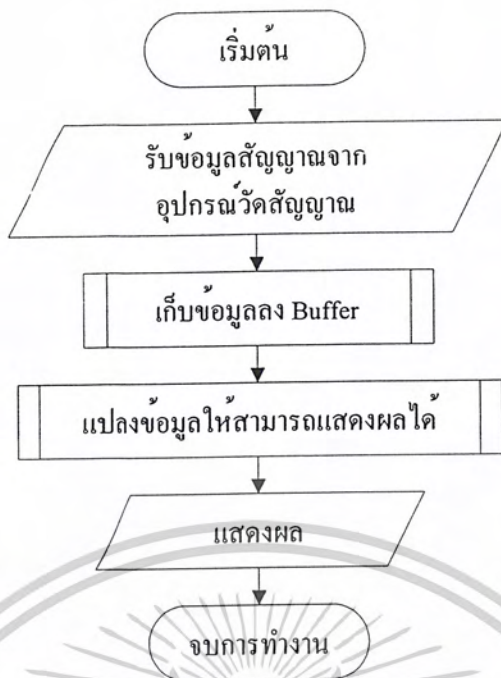 เริ่มต้น
รับข้อมูลสัญญาณจาก
อุปกรณ์วัดสัญญาณ
เก็บข้อมูลลง Buffer
แปลงข้อมูลให้สามารถแสดงผลได้
แสดงผล
จบการทำงาน